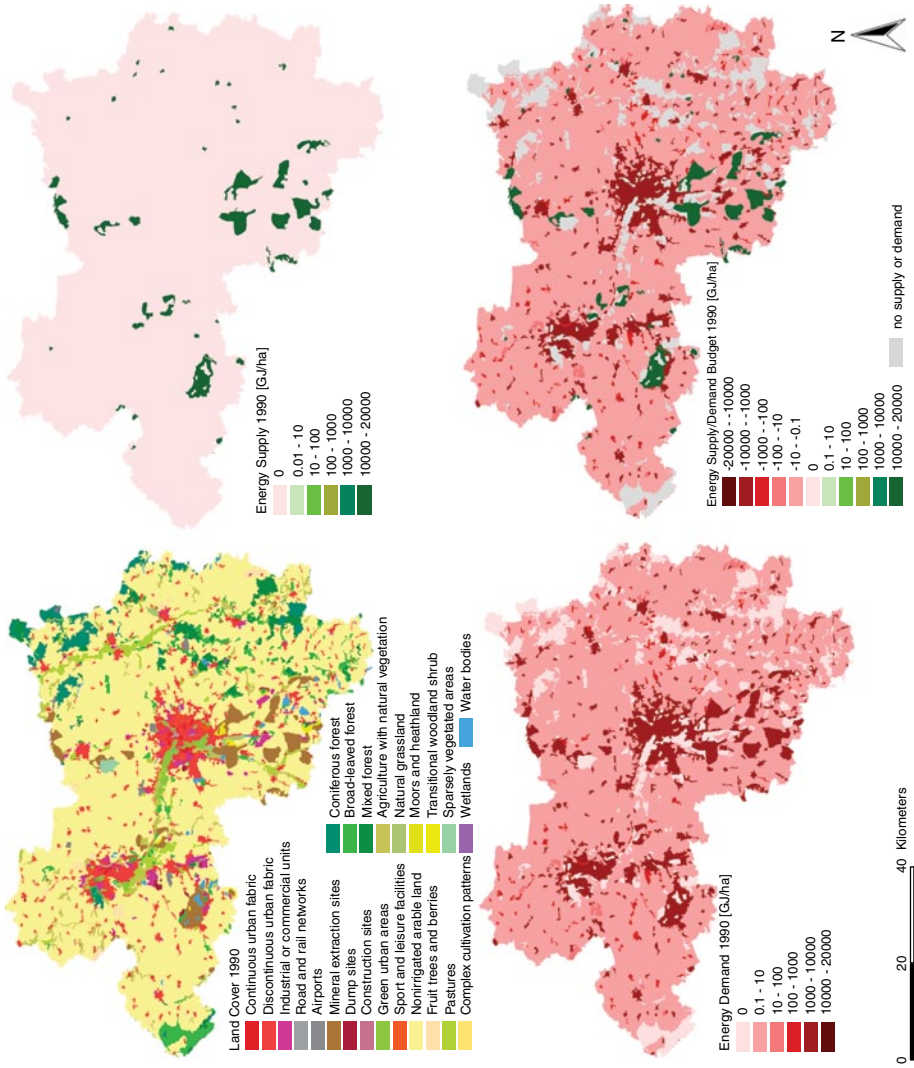 Land Cover 1990
Continuous urban fabric
Discontinuous urban fabric
Industrial or commercial units
Road and rail networks
Airports
Mineral extraction sites
Dump sites
Construction sites
Green urban areas
Sport and leisure facilities
Nonirrigated arable land
Fruit trees and berries
Pastures
Complex cultivation patterns
Coniferous forest
Broad-leaved forest
Mixed forest
Agriculture with natural vegetation
Natural grassland
Moors and heathland
Transitional woodland shrub
Sparsely vegetated areas
Wetlands
Water bodies
Energy Supply 1990 [GJ/ha]
0
0.01 - 10
10 - 100
100 - 1000
1000 - 10000
10000 - 20000
Energy Demand 1990 [GJ/ha]
0
0.1 - 10
10 - 100
100 - 1000
1000 - 10000
10000 - 20000
Energy Supply/Demand Budget 1990 [GJ/ha]
-20000 - -10000
-10000 - -1000
-1000 - -100
-100 - -10
-10 - -0.1
0
0.1 - 10
10 - 100
100 - 1000
1000 - 10000
10000 - 20000
no supply or demand
N
0 20 40 Kilometers